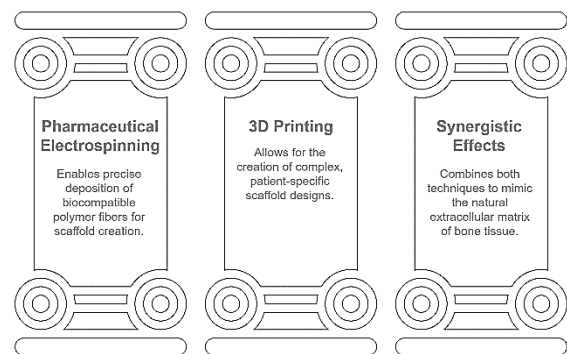 Pharmaceutical
Electrospinning
Enables precise
deposition of
biocompatible
polymer fibers for
scaffold creation.
3D Printing
Allows for the
creation of complex,
patient-specific
scaffold designs.
Synergistic
Effects
Combines both
techniques to mimic
the natural
extracellular matrix
of bone tissue.